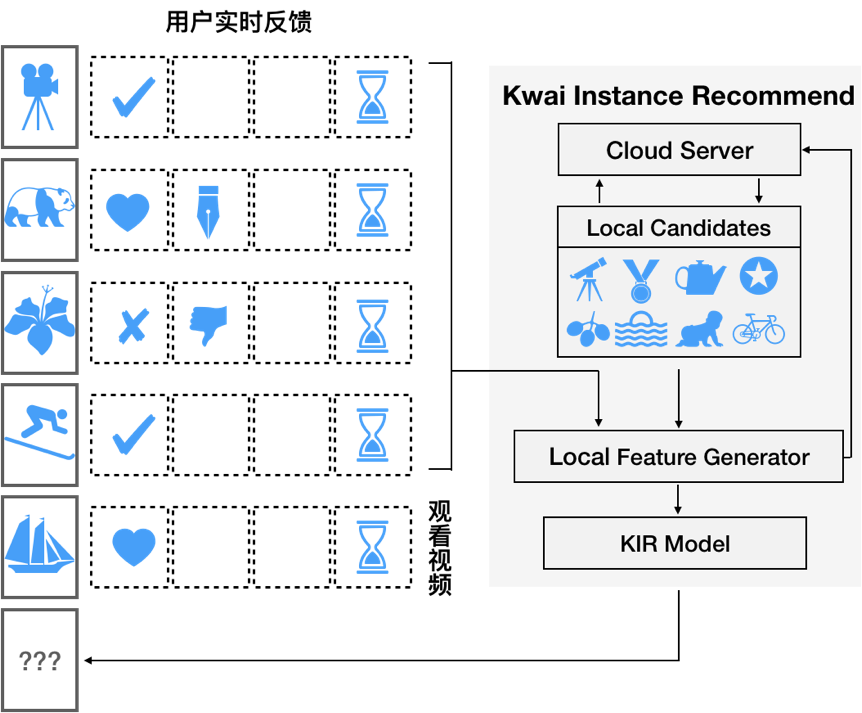 用户实时反馈
Kwai Instance Recommend
Cloud Server
Local Candidates
Local Feature Generator
KIR Model
观看视频
???